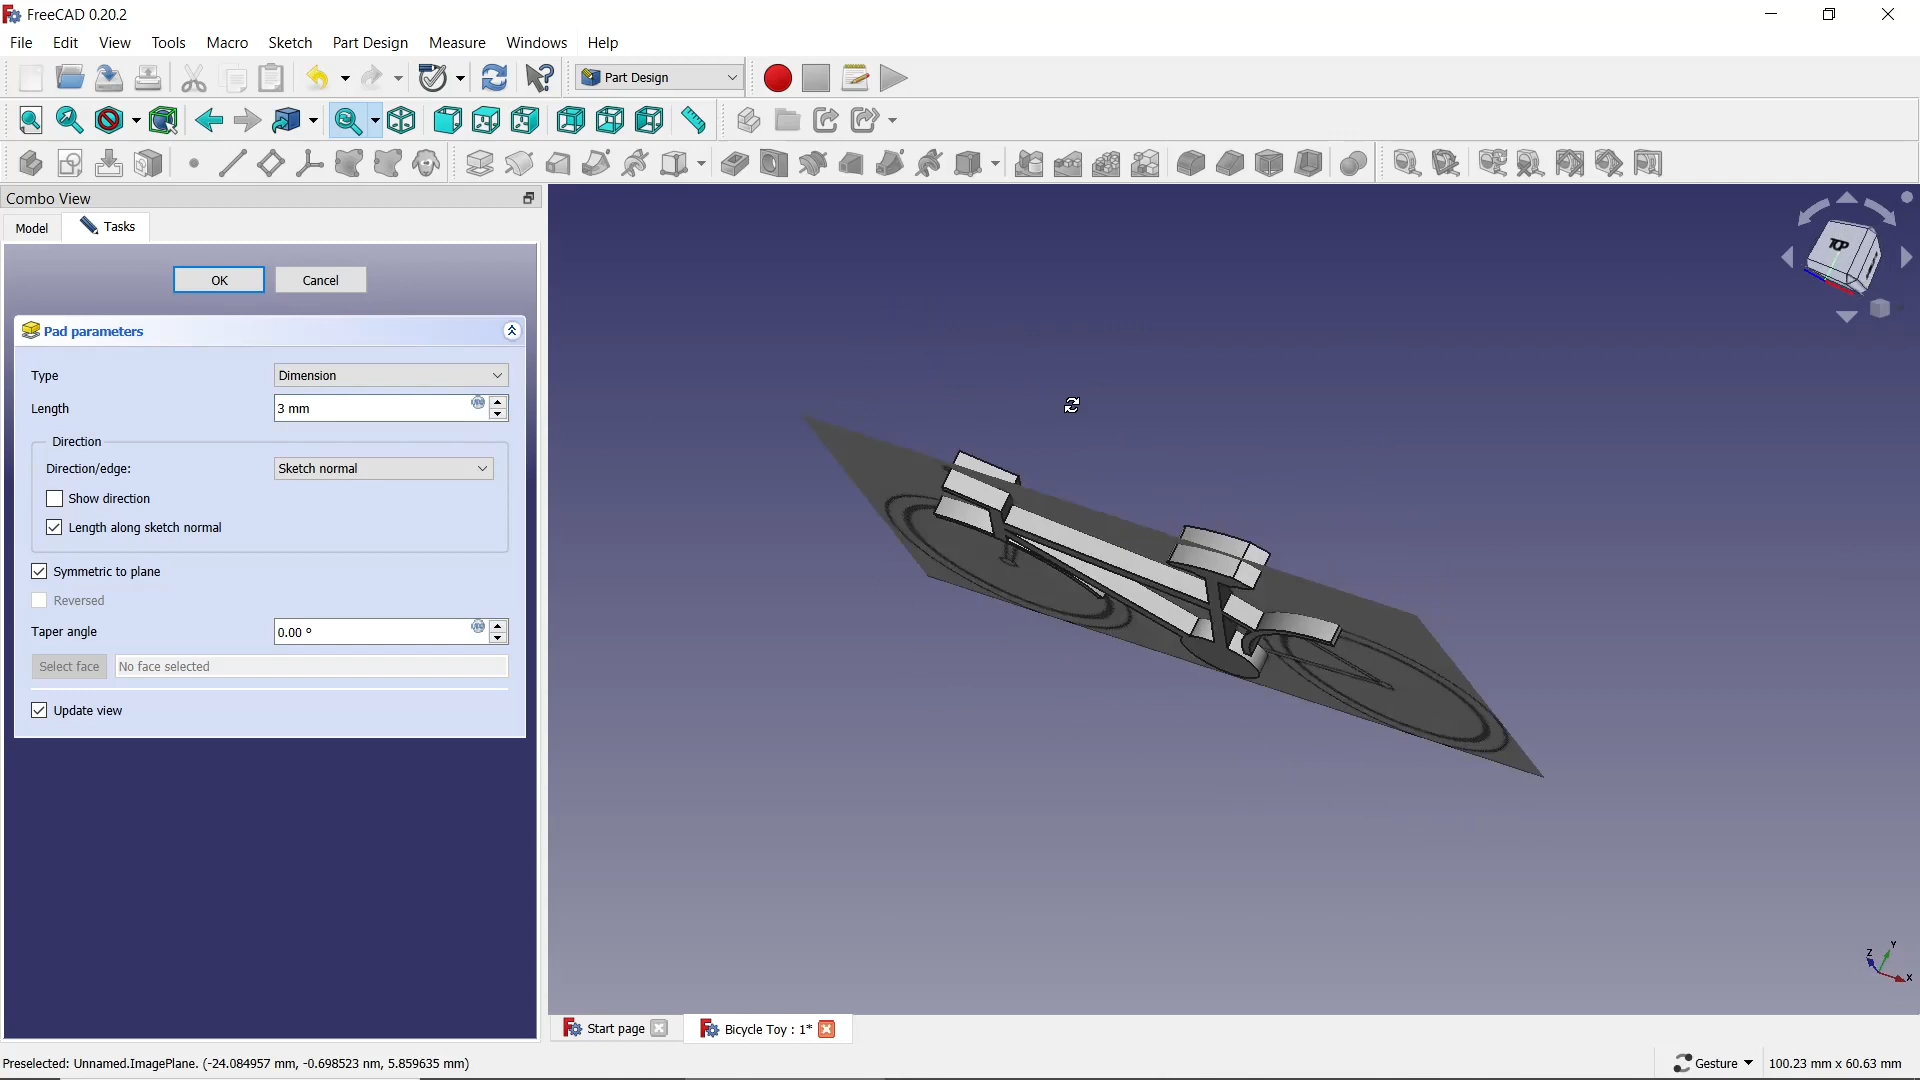 FreeCAD 0.20.2
File Edit View Tools Macro Sketch Part Design Measure Windows Help
Part Design
Combo View
Model Tasks
OK Cancel
Pad parameters
Type Dimension
Length 3 mm
Direction
Direction/edge: Sketch normal
Show direction
Length along sketch normal
Symmetric to plane
Reversed
Taper angle 0.00 °
Select face No face selected
Update view
TOP
Z Y X
Start page Bicycle Toy : 1*
Preselected: Unnamed.ImagePlane. (-24.084957 mm, -0.698523 nm, 5.859635 mm) Gesture 100.23 mm x 60.63 mm